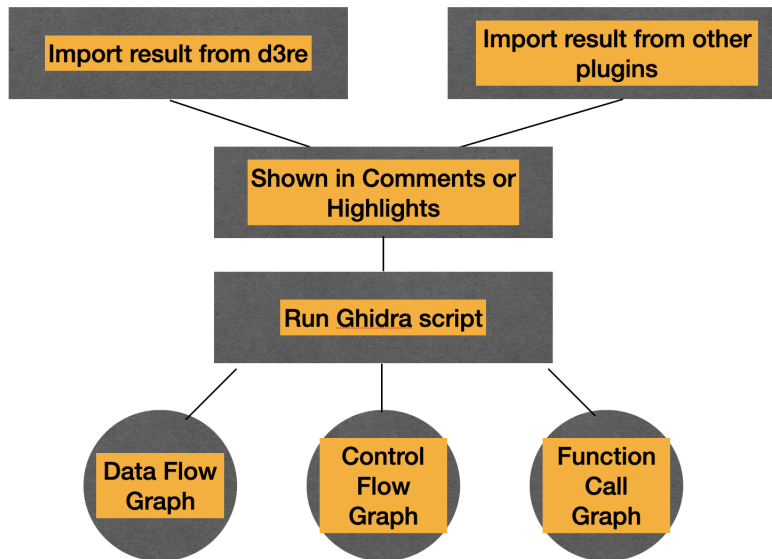 Import result from d3re
Import result from other
plugins
Shown in Comments or
Highlights
Run Ghidra script
Data Flow
Graph
Control
Flow
Graph
Function
Call
Graph